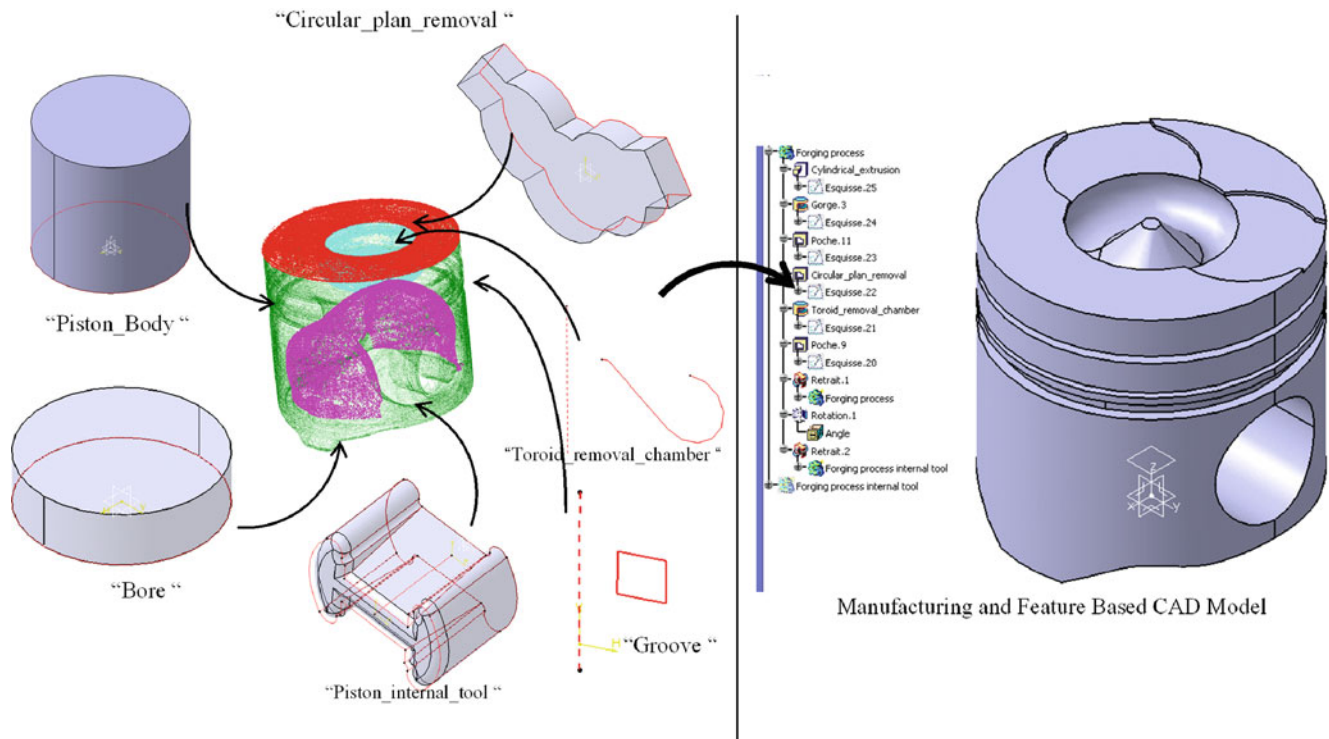 “Circular_plan_removal “
“Piston_Body “
“Toroid_removal_chamber “
“Bore “
“Groove “
“Piston_internal_tool “
H
Forging process
Cylindrical_extrusion
Esquisse.25
Gorge.3
Esquisse.24
Poche.11
Esquisse.23
Circular_plan_removal
Esquisse.22
Toroid_removal_chamber
Esquisse.21
Poche.9
Esquisse.20
Retrait.1
Forging process
Rotation.1
Angle
Retrait.2
Forging process internal tool
Forging process internal tool
z
x
y
Manufacturing and Feature Based CAD Model